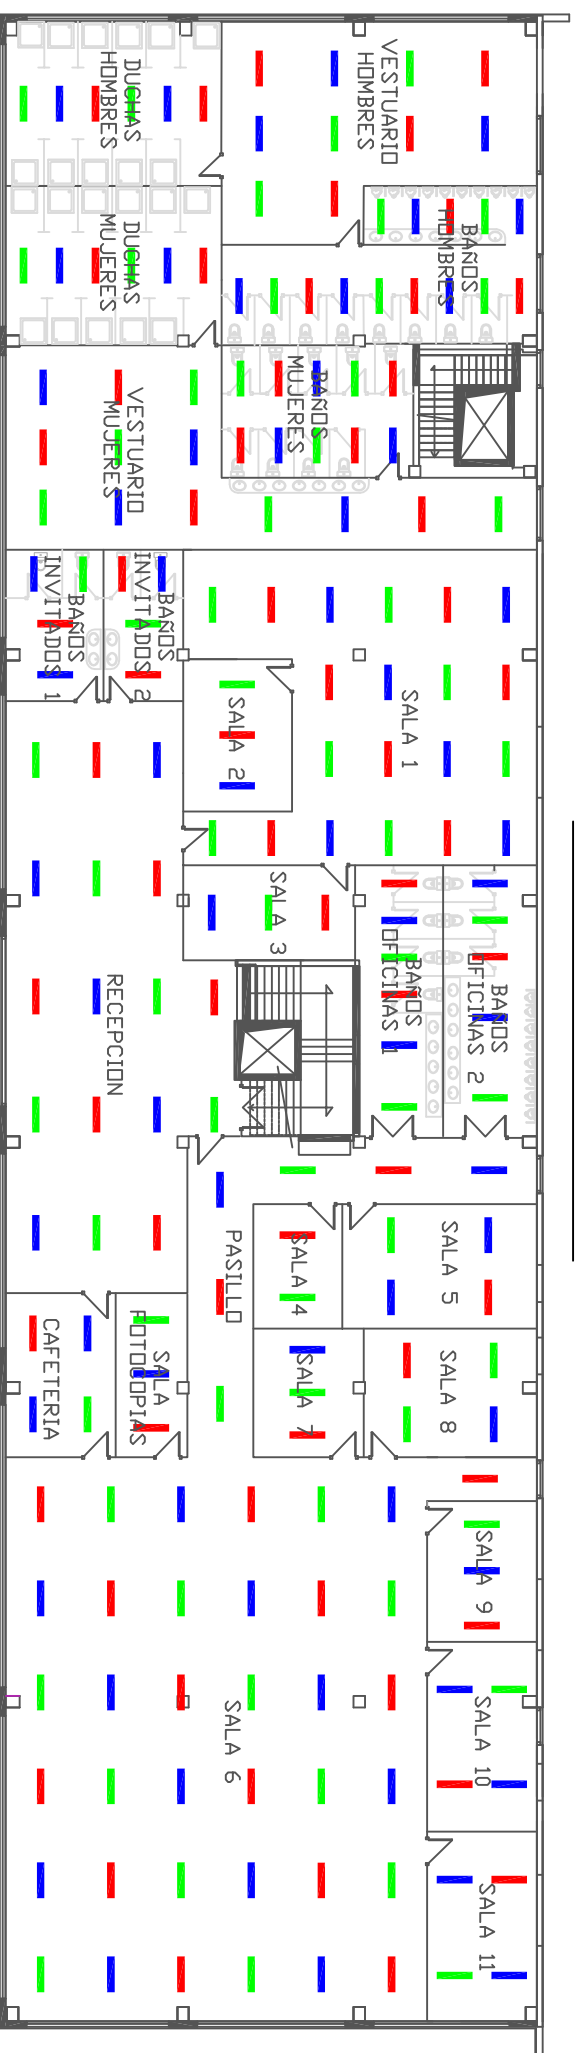 DUCHAS
HOMBRES
VESTUARIO
HOMBRES
DUCHAS
MUJERES
BAÑOS
HOMBRES
VESTUARIO
MUJERES
BAÑOS
MUJERES
BAÑOS
INVITADOS 1
BAÑOS
INVITADOS 2
SALA 2
SALA 1
SALA 3
BAÑOS
OFICINAS 1
BAÑOS
OFICINAS 2
RECEPCION
PASILLO
SALA 4
SALA 5
CAFETERIA
SALA
FOTOCOPIAS
SALA 7
SALA 8
SALA 9
SALA 6
SALA 10
SALA 11